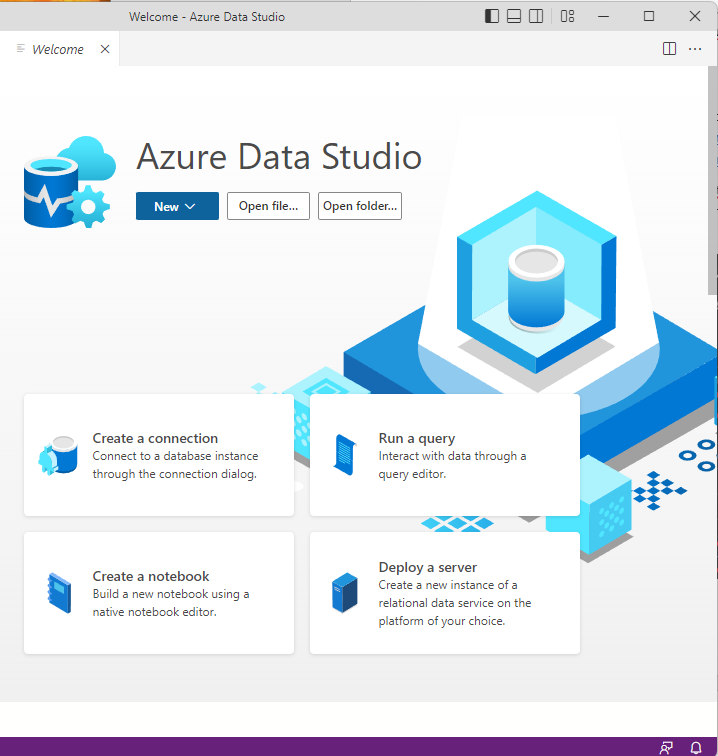 Welcome - Azure Data Studio
Welcome
Azure Data Studio
New
Open file...
Open folder...
Create a connection
Connect to a database instance
through the connection dialog.
Run a query
Interact with data through a
query editor.
Create a notebook
Build a new notebook using a
native notebook editor.
Deploy a server
Create a new instance of a
relational data service on the
platform of your choice.